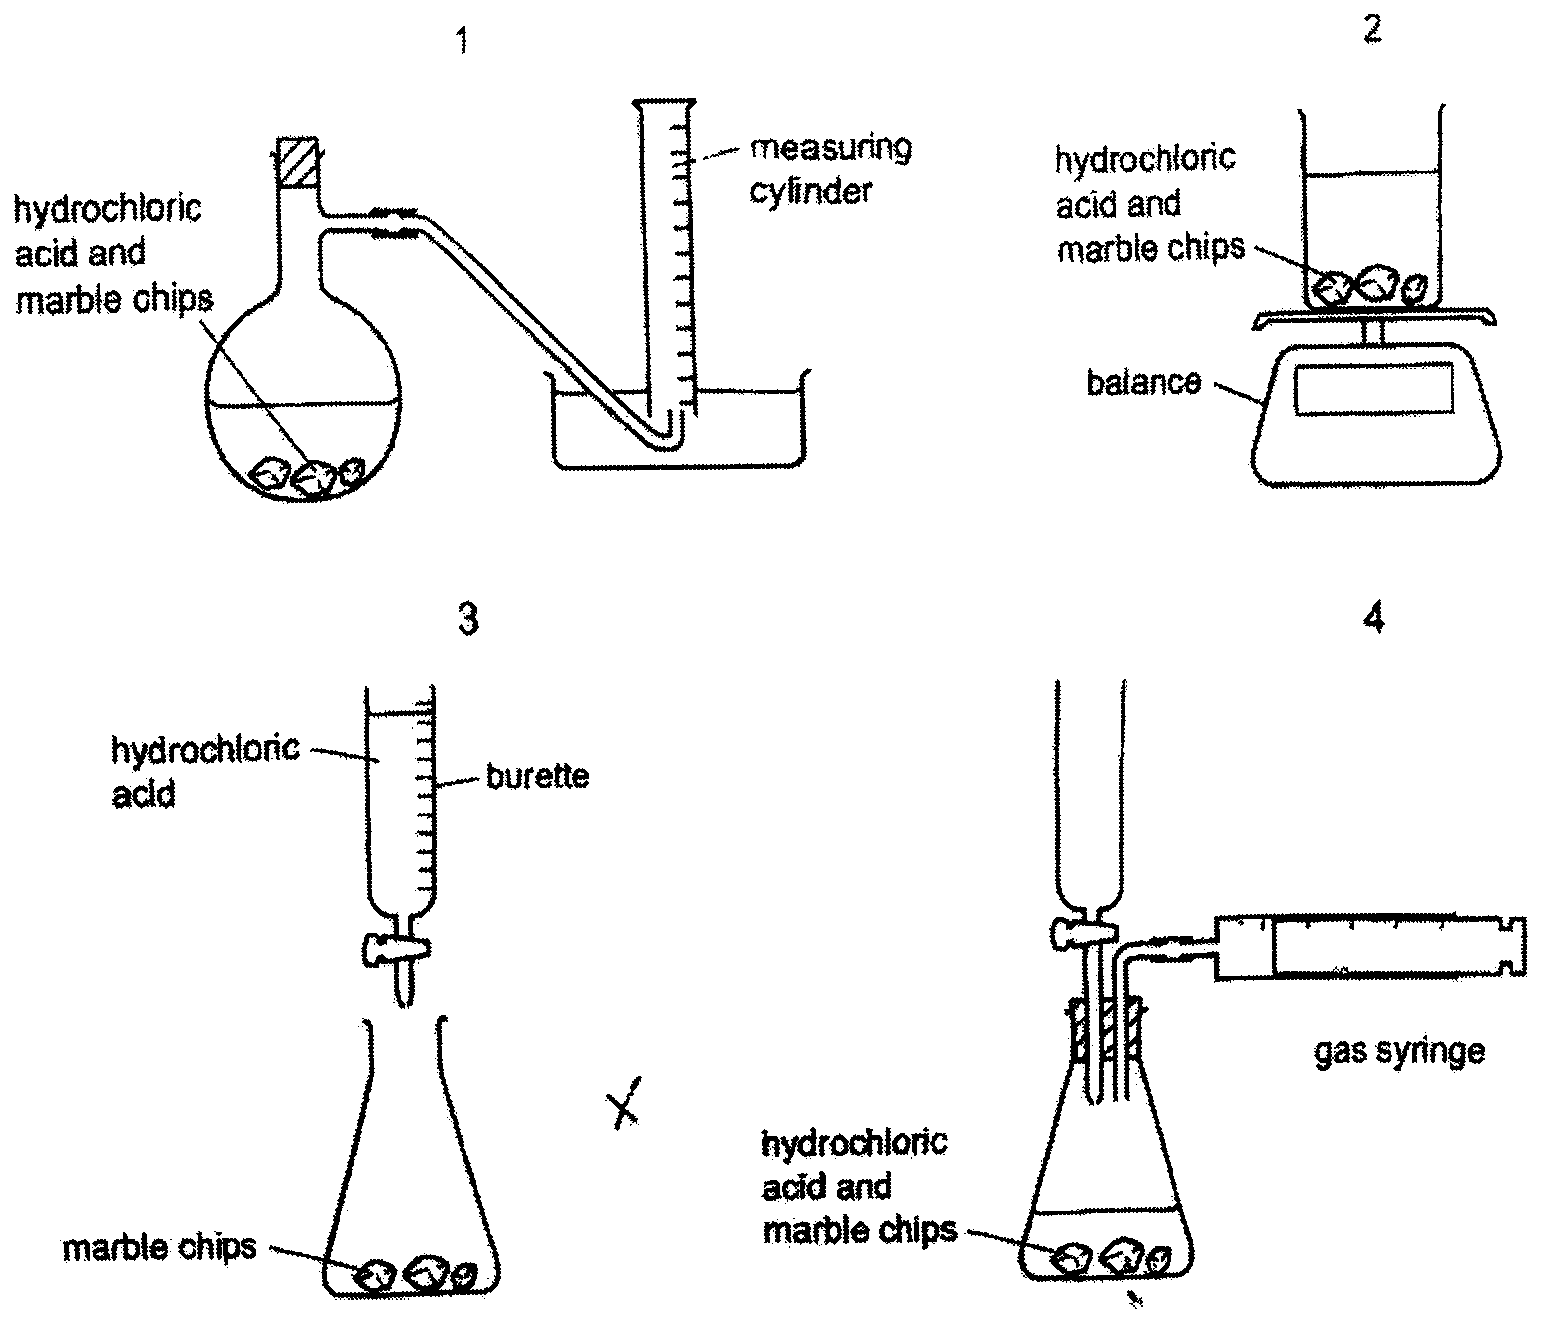 1
measuring
cylinder
hydrochloric
acid and
marble chips
2
hydrochloric
acid and
marble chips
balance
3
hydrochloric
acid
burette
marble chips
4
gas syringe
hydrochloric
acid and
marble chips